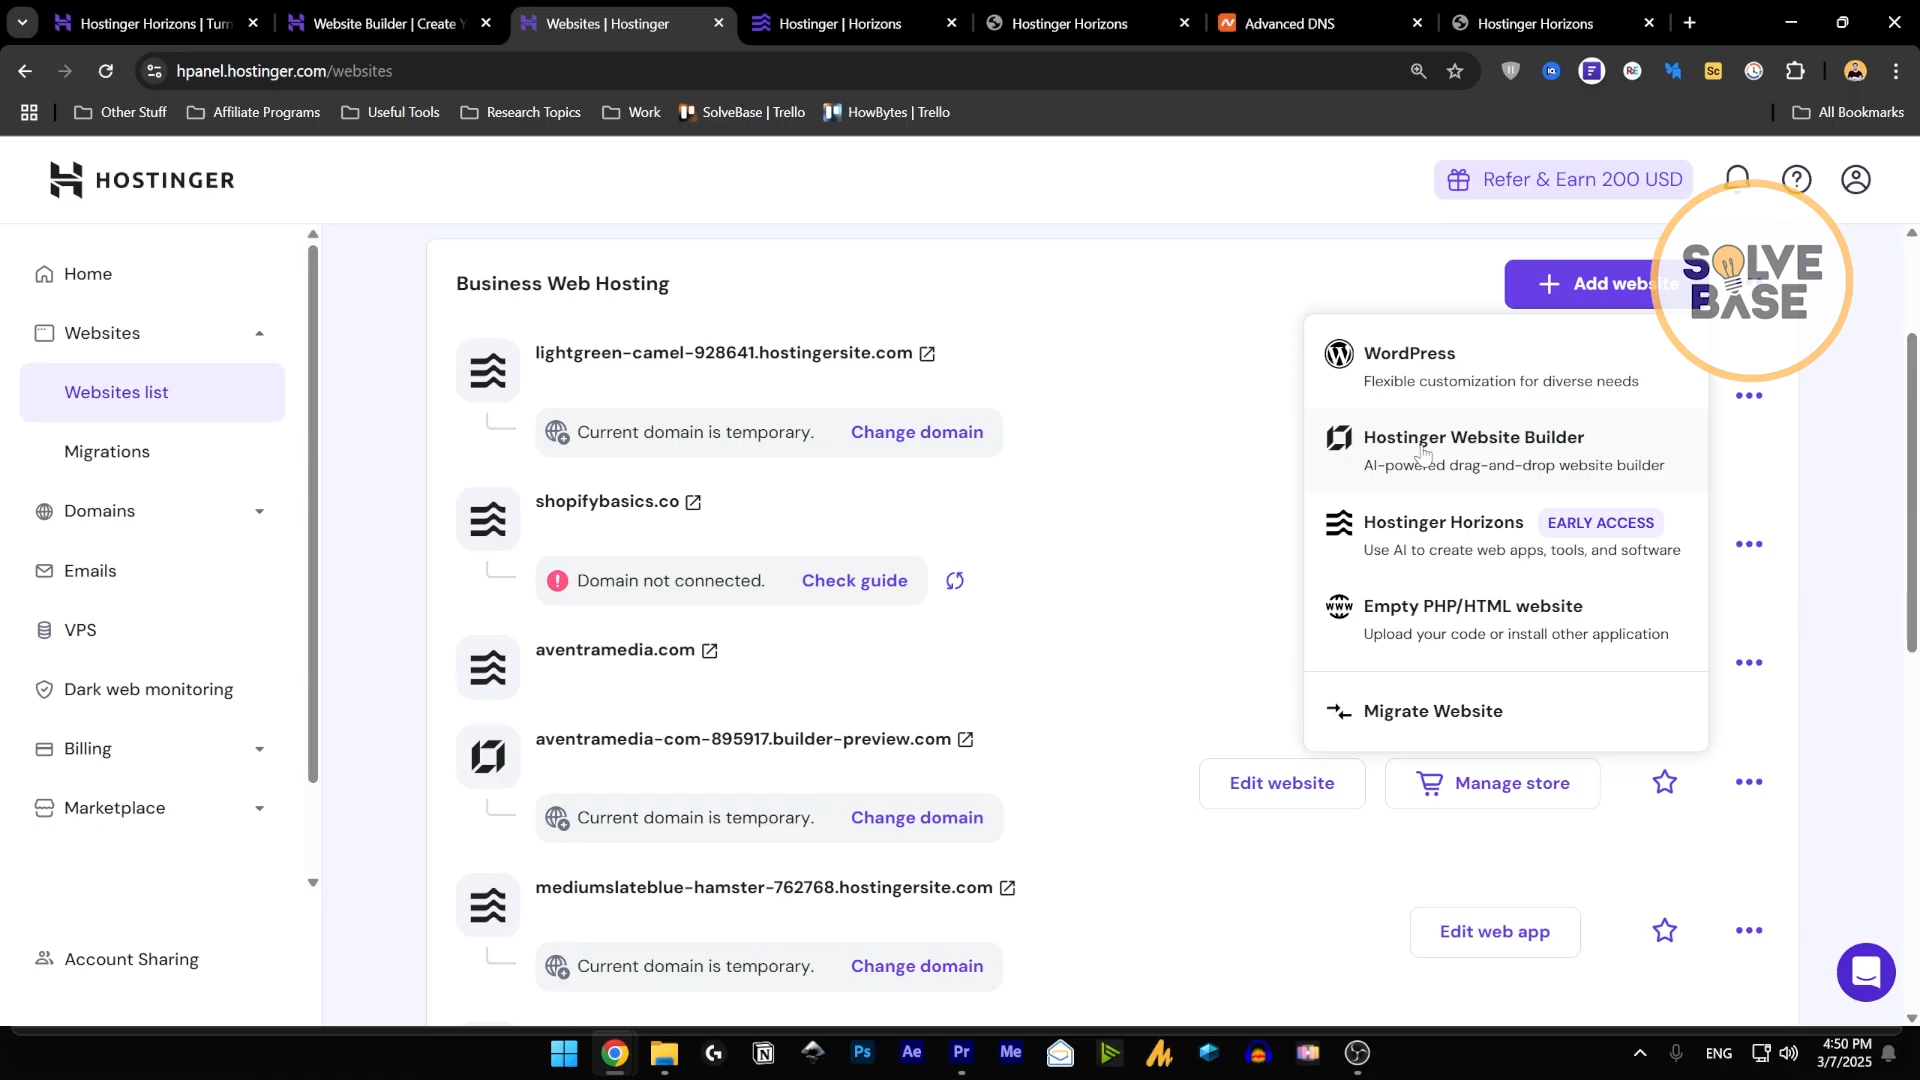 Hostinger Horizons | Turn
Website Builder | Create Y
Websites | Hostinger
Hostinger | Horizons
Hostinger Horizons
Advanced DNS
Hostinger Horizons
hpanel.hostinger.com/websites
Other Stuff
Affiliate Programs
Useful Tools
Research Topics
Work
SolveBase | Trello
HowBytes | Trello
All Bookmarks
HOSTINGER
Refer & Earn 200 USD
SOLVE
BASE
Home
Websites
Websites list
Migrations
Domains
Emails
VPS
Dark web monitoring
Billing
Marketplace
Account Sharing
Business Web Hosting
Add website
lightgreen-camel-928641.hostingersite.com
Current domain is temporary. Change domain
shopifybasics.co
Domain not connected. Check guide
aventramedia.com
aventramedia-com-895917.builder-preview.com
Current domain is temporary. Change domain
Edit website
Manage store
mediumslateblue-hamster-762768.hostingersite.com
Current domain is temporary. Change domain
Edit web app
WordPress
Flexible customization for diverse needs
Hostinger Website Builder
AI-powered drag-and-drop website builder
Hostinger Horizons EARLY ACCESS
Use AI to create web apps, tools, and software
WWW
Empty PHP/HTML website
Upload your code or install other application
Migrate Website
Ps
Ae
Pr
Me
ENG
4:50 PM
3/7/2025